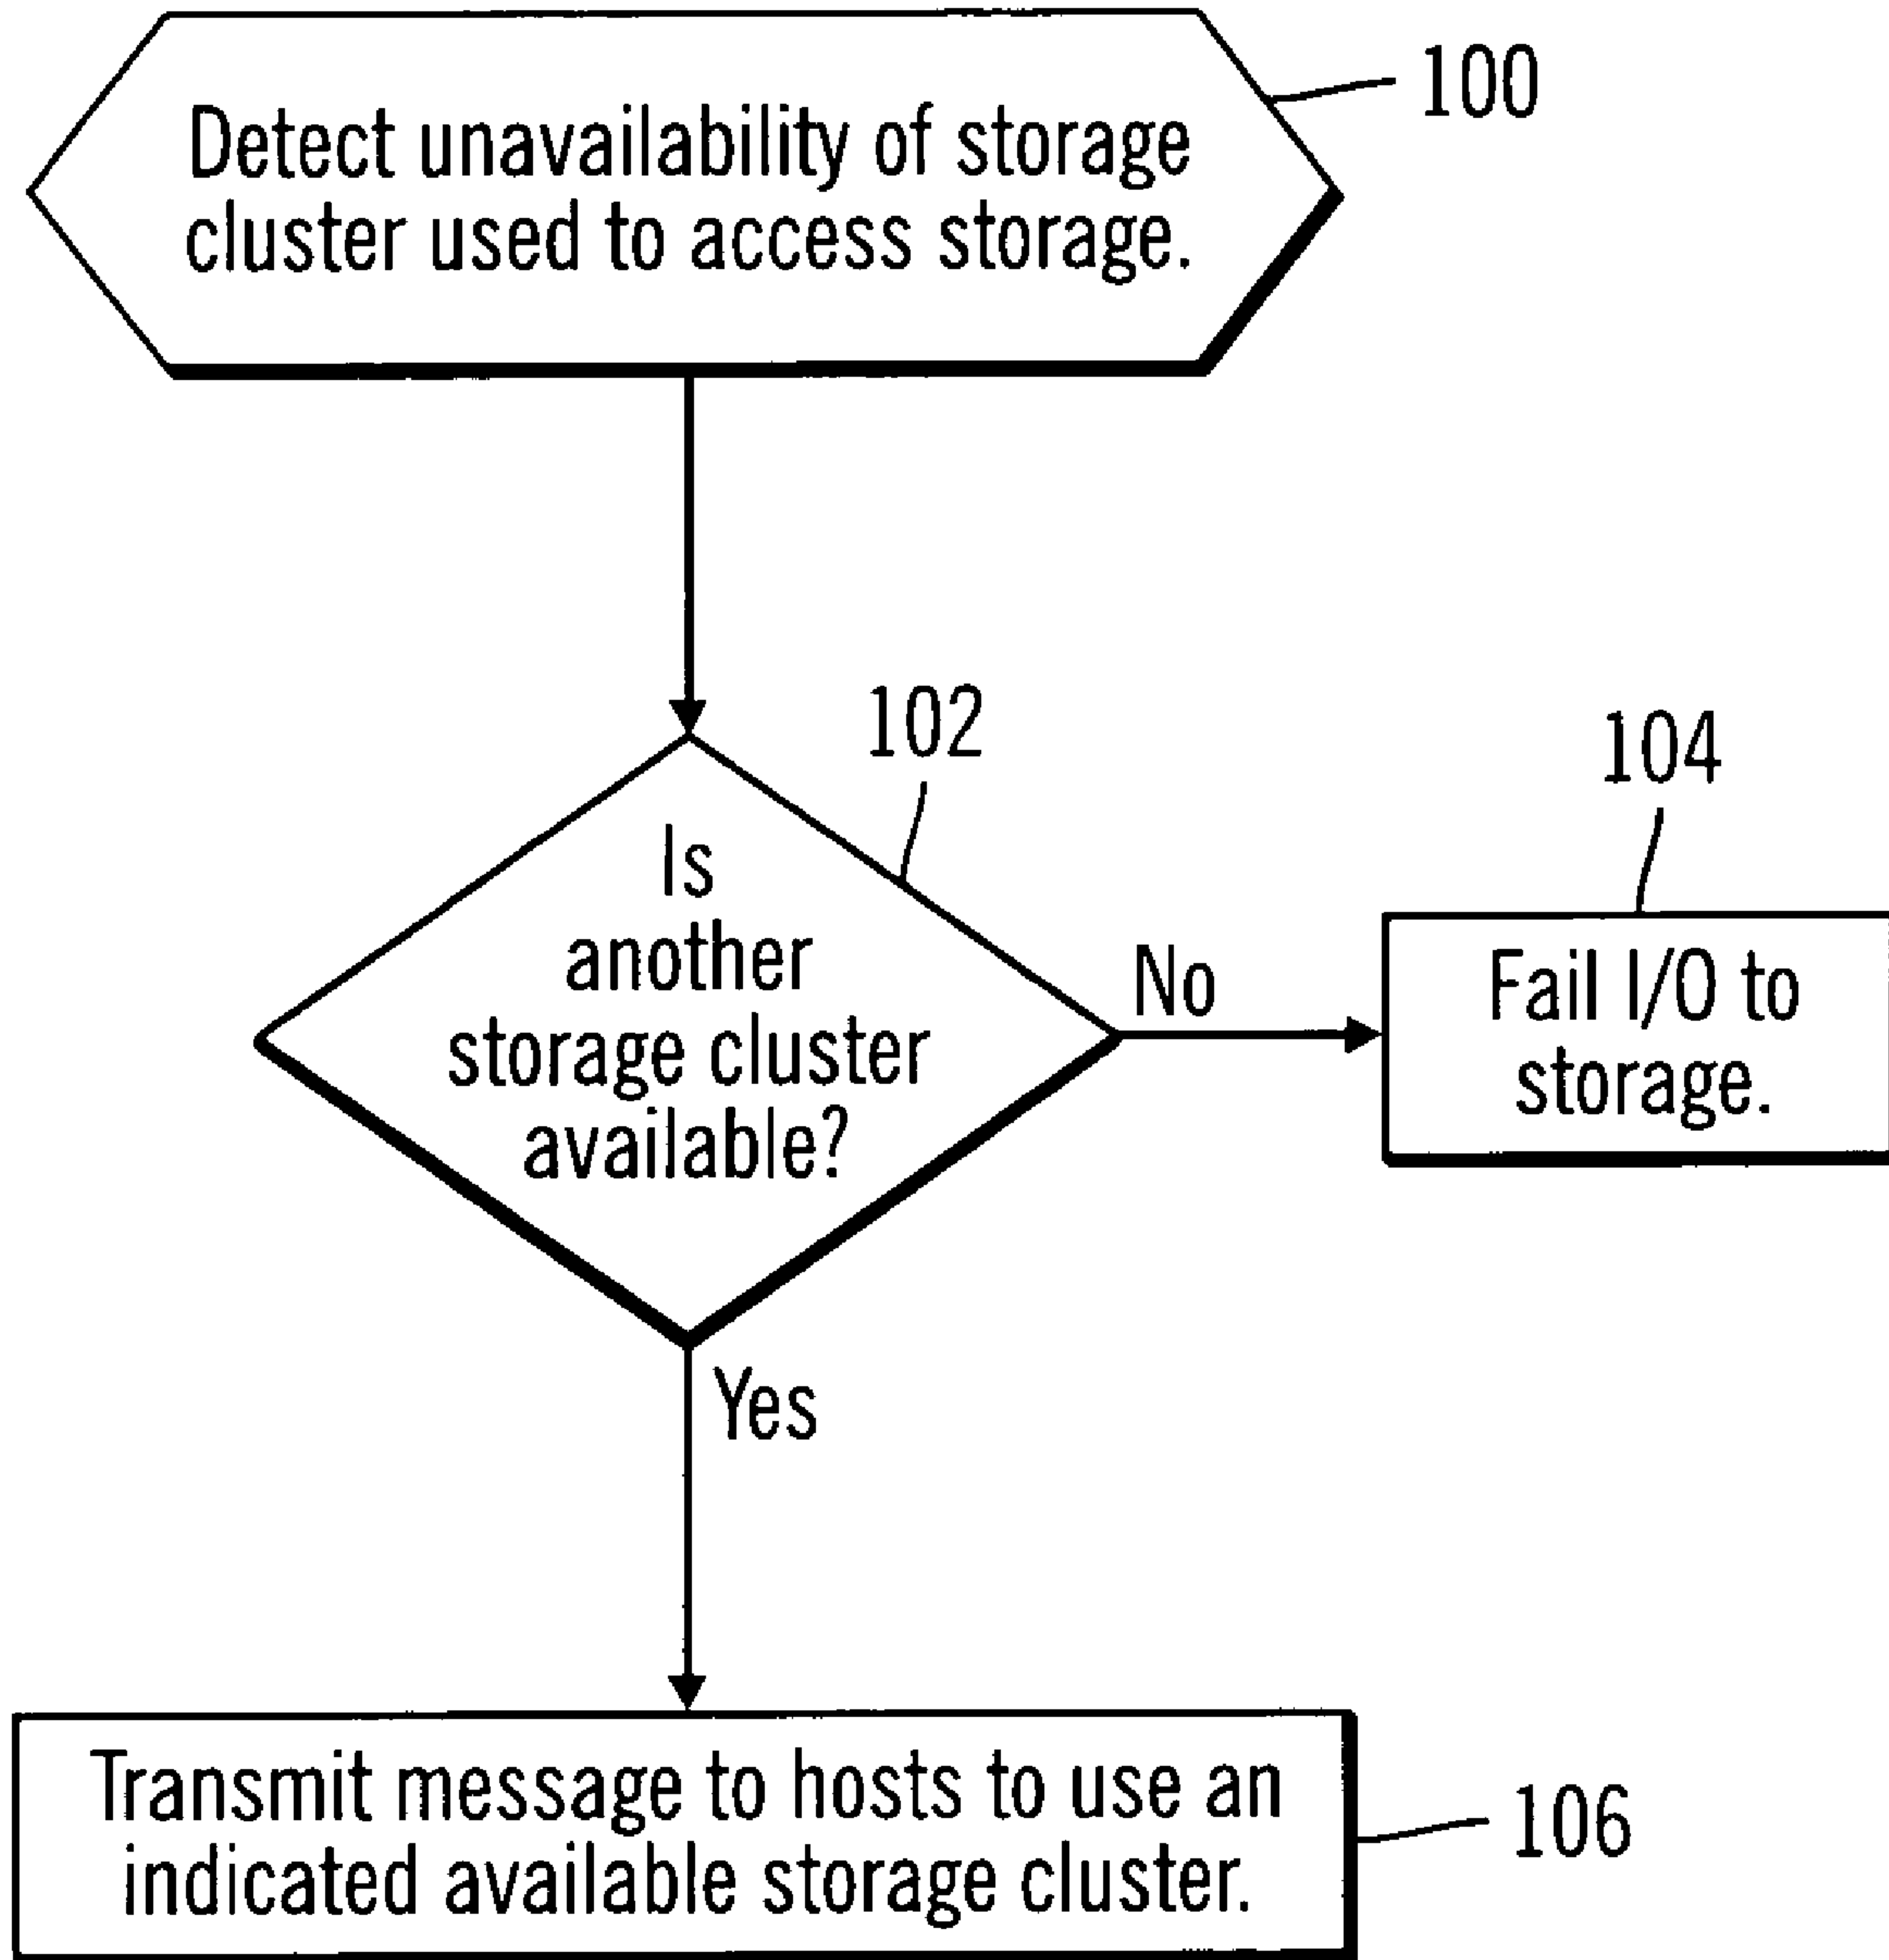 100
Detect unavailability of storage
cluster used to access storage.
102
Is
another
storage cluster
available?
No
104
Fail I/O to
storage.
Yes
Transmit message to hosts to use an
indicated available storage cluster.
106